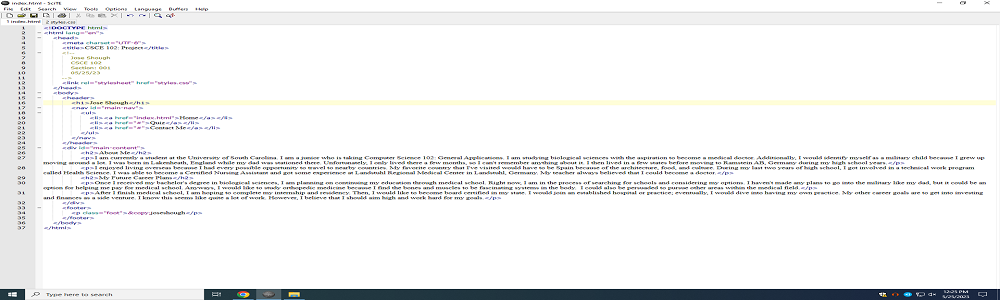 index.html - SciTE
File Edit Search View Tools Options Language Buffers Help
1 index.html 2 styles.css
1 <!DOCTYPE html>
2 <html lang="en">
3 <head>
4 <meta charset="UTF-8">
5 <title>CSCE 102: Project</title>
6 <!--
7 Jose Shough
8 CSCE 102
9 Section: 001
10 05/25/23
11 -->
12 <link rel="stylesheet" href="styles.css">
13 </head>
14 <body>
15 <header>
16 <h1>Jose Shough</h1>
17 <nav id="main-nav">
18 <ul>
19 <li><a href="index.html">Home</a></li>
20 <li><a href="#">Quiz</a></li>
21 <li><a href="#">Contact Me</a></li>
22 </ul>
23 </nav>
24 </header>
25 <div id="main-content">
26 <h2>About Me</h2>
27 <p>I am currently a student at the University of South Carolina. I am a junior who is taking Computer Science 102: General Applications. I am studying biological sciences with the aspiration to become a medical doctor. Additionally, I would identify myself as a military child because I grew up
moving around a lot. I was born in Lakenheath, England while my dad was stationed there. Unfortunately, I only lived there a few months, so I can't remember anything about it. I then lived in a few states before moving to Ramstein AB, Germany during my high school years. </p>
28 <p>I enjoyed living overseas because I had every possible opportunity to travel to nearby countries. My favorite country that I've visited would have to be Spain because of the architecture, food, and culture. During my last two years of high school, I got involved in a technical work program
called Health Science. I was able to become a Certified Nursing Assistant and got some experience at Landstuhl Regional Medical Center in Landstuhl, Germany. My teacher always believed that I could become a doctor.</p>
29 <h2>My Future Career Plans</h2>
30 <p>Once I received my bachelor's degree in biological sciences, I am planning on continuing my education through medical school. Right now, I am in the process of searching for schools and considering my options. I haven't made any plans to go into the military like my dad, but it could be an
option for helping me pay for medical school. Anyways, I would like to study orthopedic medicine because I find the bones and muscles to be fascinating systems in the body. I could also be persuaded to pursue other areas within the medical field.</p>
31 <p>After I finish medical school, I am hoping to complete my internship and residency. Then, I would like to become board certified in my state. I would join an established hospital or practice; eventually, I would dive into having my own practice. My other career goals are to get into investing
and finances as a side venture. I know this seems like quite a lot of work. However, I believe that I should aim high and work hard for my goals.</p>
32 </div>
33 <footer>
34 <p class="foot">&copy;joseshough</p>
35 </footer>
36 </body>
37 </html>
Type here to search
12:25 PM
5/25/2023